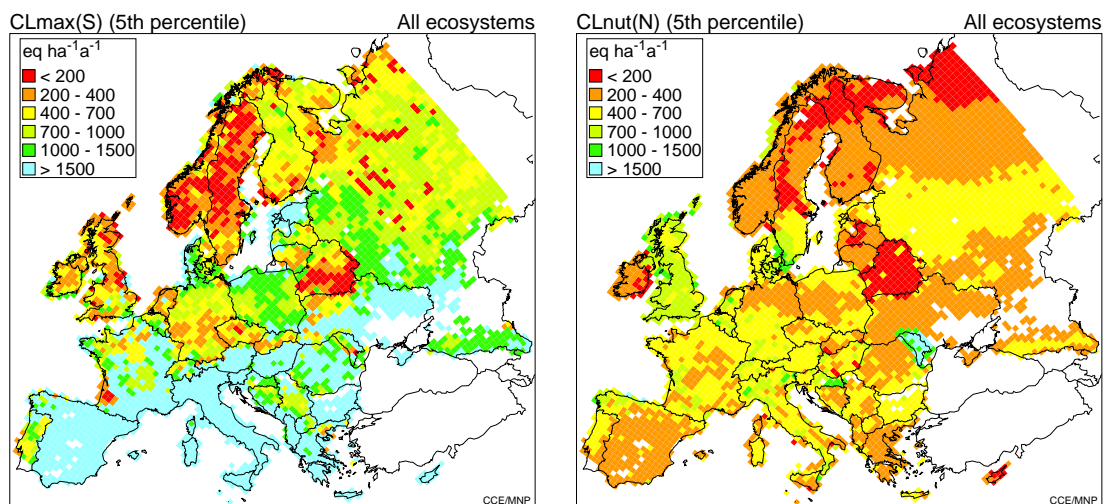 CLmax(S) (5th percentile) All ecosystems
eq ha⁻¹a⁻¹
< 200
200 - 400
400 - 700
700 - 1000
1000 - 1500
> 1500
CCE/MNP
CLnut(N) (5th percentile) All ecosystems
eq ha⁻¹a⁻¹
< 200
200 - 400
400 - 700
700 - 1000
1000 - 1500
> 1500
CCE/MNP